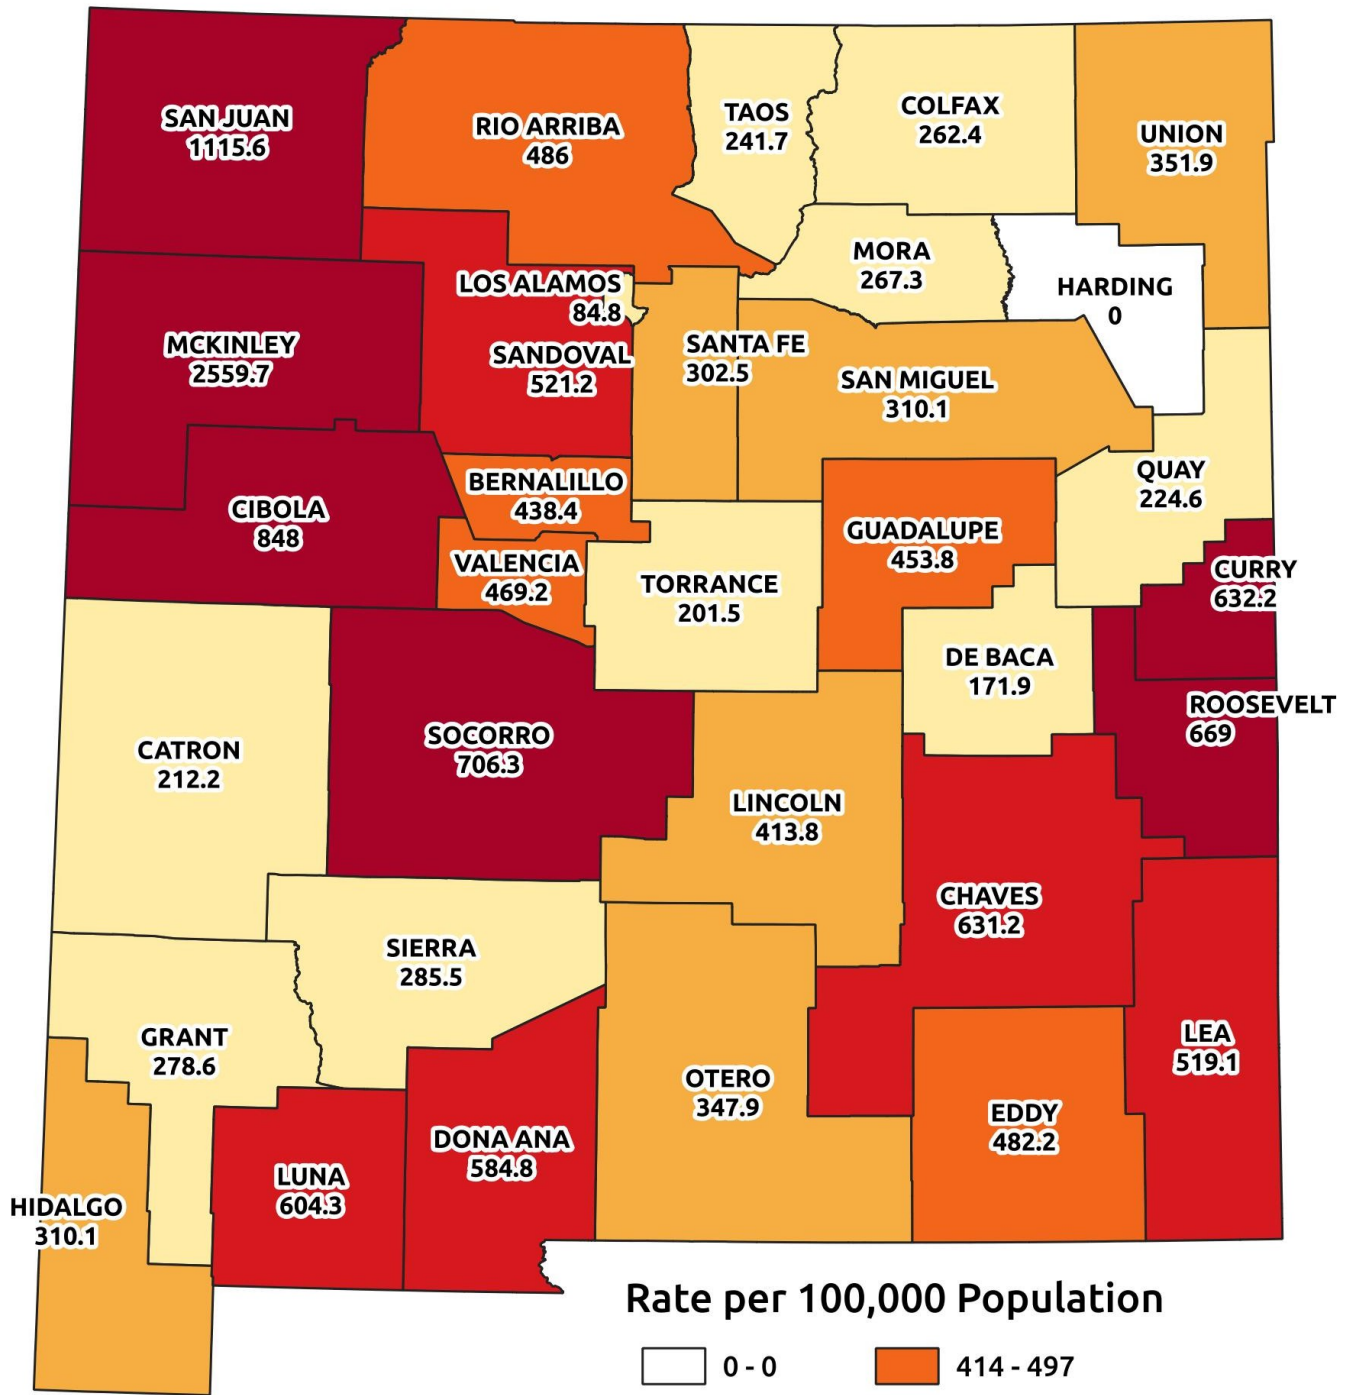 SAN JUAN
1115.6
RIO ARRIBA
486
TAOS
241.7
COLFAX
262.4
UNION
351.9
MORA
267.3
HARDING
0
LOS ALAMOS
84.8
MCKINLEY
2559.7
SANDOVAL
521.2
SANTA FE
302.5
SAN MIGUEL
310.1
QUAY
224.6
CIBOLA
848
BERNALILLO
438.4
GUADALUPE
453.8
VALENCIA
469.2
TORRANCE
201.5
CURRY
632.2
DE BACA
171.9
ROOSEVELT
669
CATRON
212.2
SOCORRO
706.3
LINCOLN
413.8
CHAVES
631.2
SIERRA
285.5
GRANT
278.6
LEA
519.1
OTERO
347.9
EDDY
482.2
DONA ANA
584.8
LUNA
604.3
HIDALGO
310.1
Rate per 100,000 Population
0 - 0
414 - 497